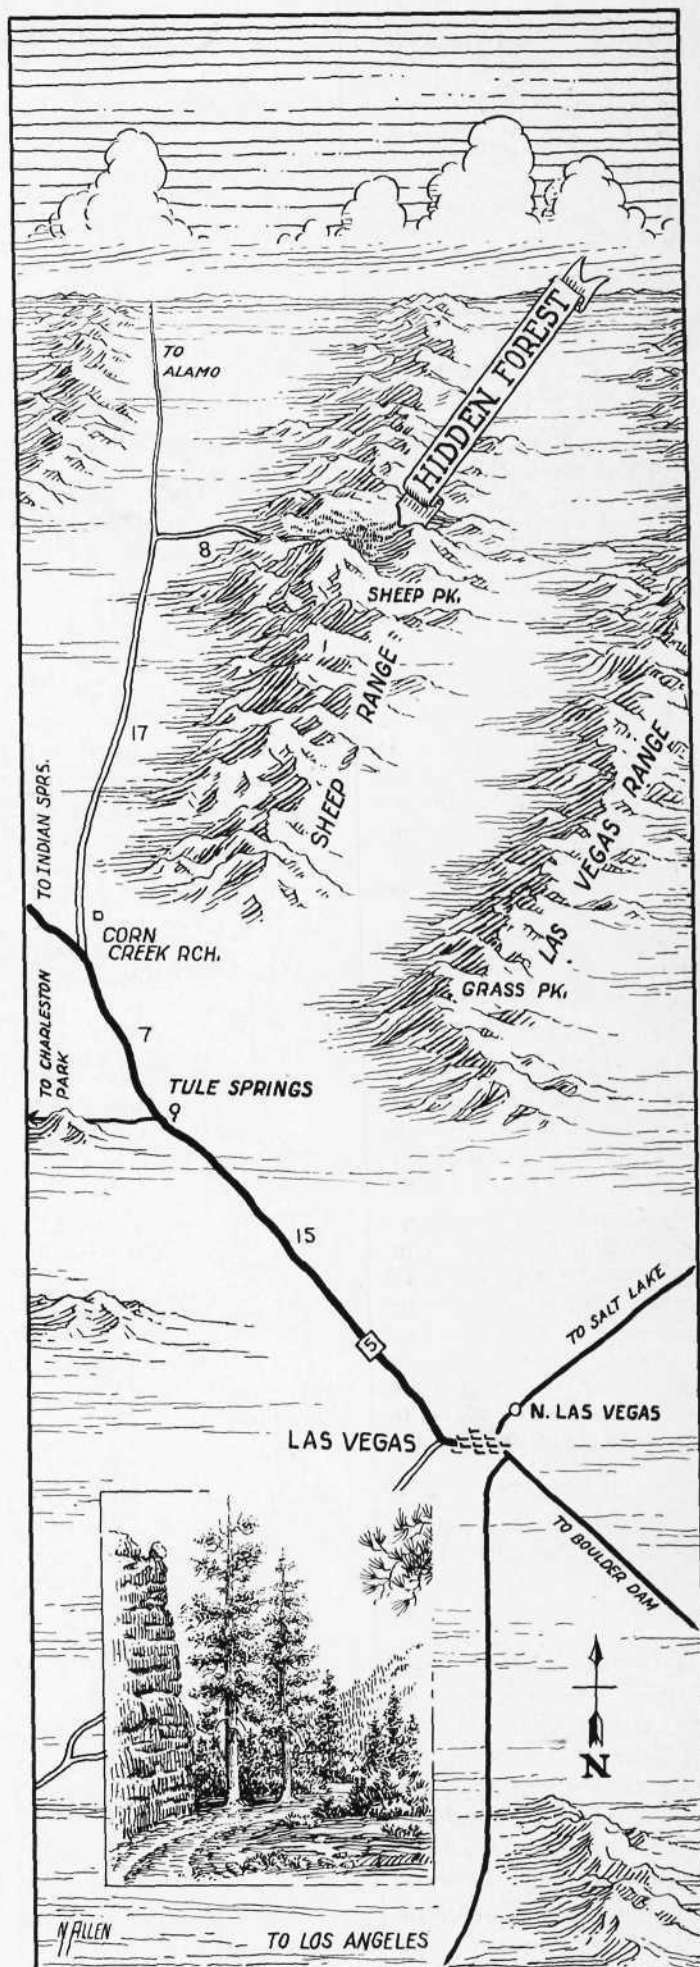 HIDDEN FOREST
TO
ALAMO
8
SHEEP PK.
SHEEP RANGE
17
LAS VEGAS RANGE
TO INDIAN SPRS.
CORN
CREEK RCH.
GRASS PK.
7
TO CHARLESTON
PARK
TULE SPRINGS
15
5
TO SALT LAKE
N. LAS VEGAS
LAS VEGAS
TO BOULDER DAM
N
N ALLEN
TO LOS ANGELES